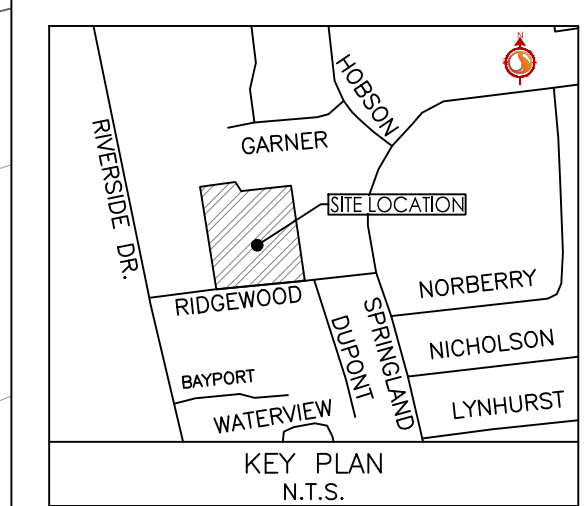 N
HOBSON
GARNER
RIVERSIDE DR.
SITE LOCATION
RIDGEWOOD
NORBERRY
SPRINGLAND
DUPONT
NICHOLSON
BAYPORT
LYNHURST
WATERVIEW
KEY PLAN
N.T.S.